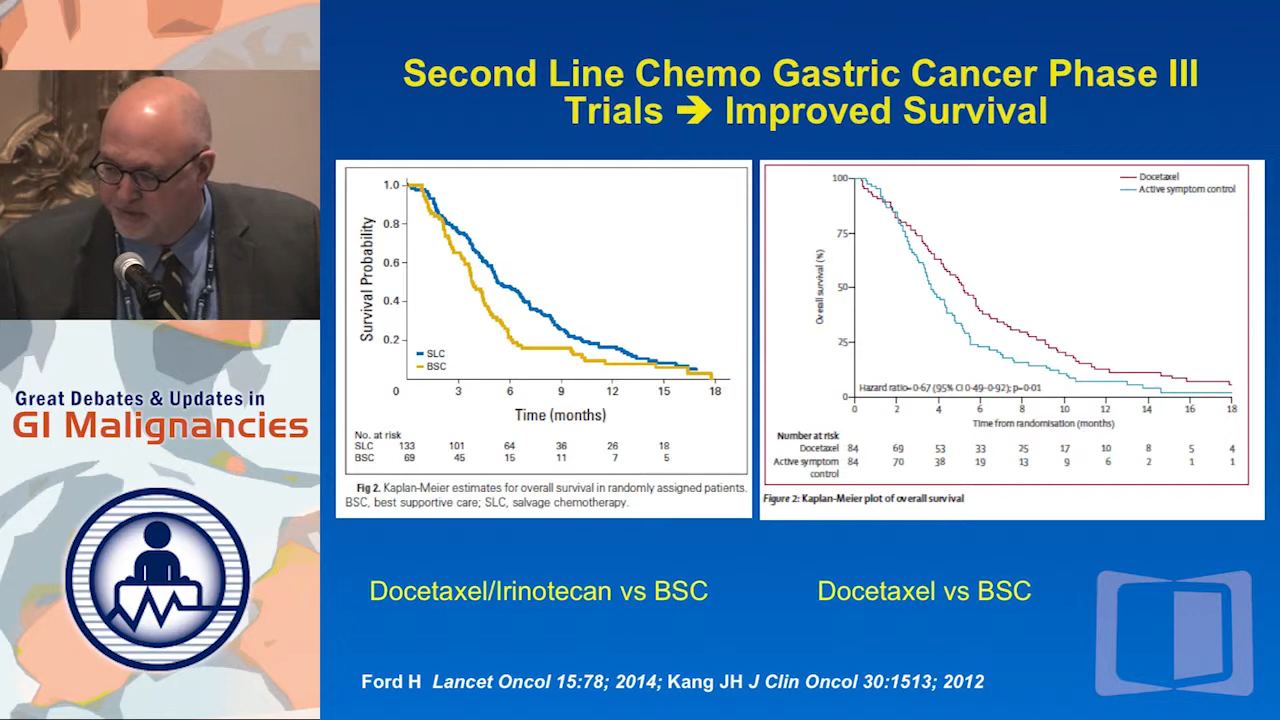 Second Line Chemo Gastric Cancer Phase III
Trials ➔ Improved Survival
Great Debates & Updates in
GI Malignancies
Survival Probability
1.0
0.8
0.6
0.4
0.2
SLC
BSC
0 3 6 9 12 15 18
Time (months)
No. at risk
SLC 133 101 64 36 26 18
BSC 69 45 15 11 7 5
Fig 2. Kaplan-Meier estimates for overall survival in randomly assigned patients.
BSC, best supportive care; SLC, salvage chemotherapy.
Docetaxel
Active symptom control
Overall survival (%)
100
75
50
25
0
Hazard ratio=0·67 (95% CI 0·49–0·92); p=0·01
0 2 4 6 8 10 12 14 16 18
Time from randomisation (months)
Number at risk
Docetaxel 84 69 53 33 25 17 10 8 5 4
Active symptom 84 70 38 19 13 9 6 2 1 1
control
Figure 2: Kaplan-Meier plot of overall survival
Docetaxel/Irinotecan vs BSC
Docetaxel vs BSC
Ford H Lancet Oncol 15:78; 2014; Kang JH J Clin Oncol 30:1513; 2012